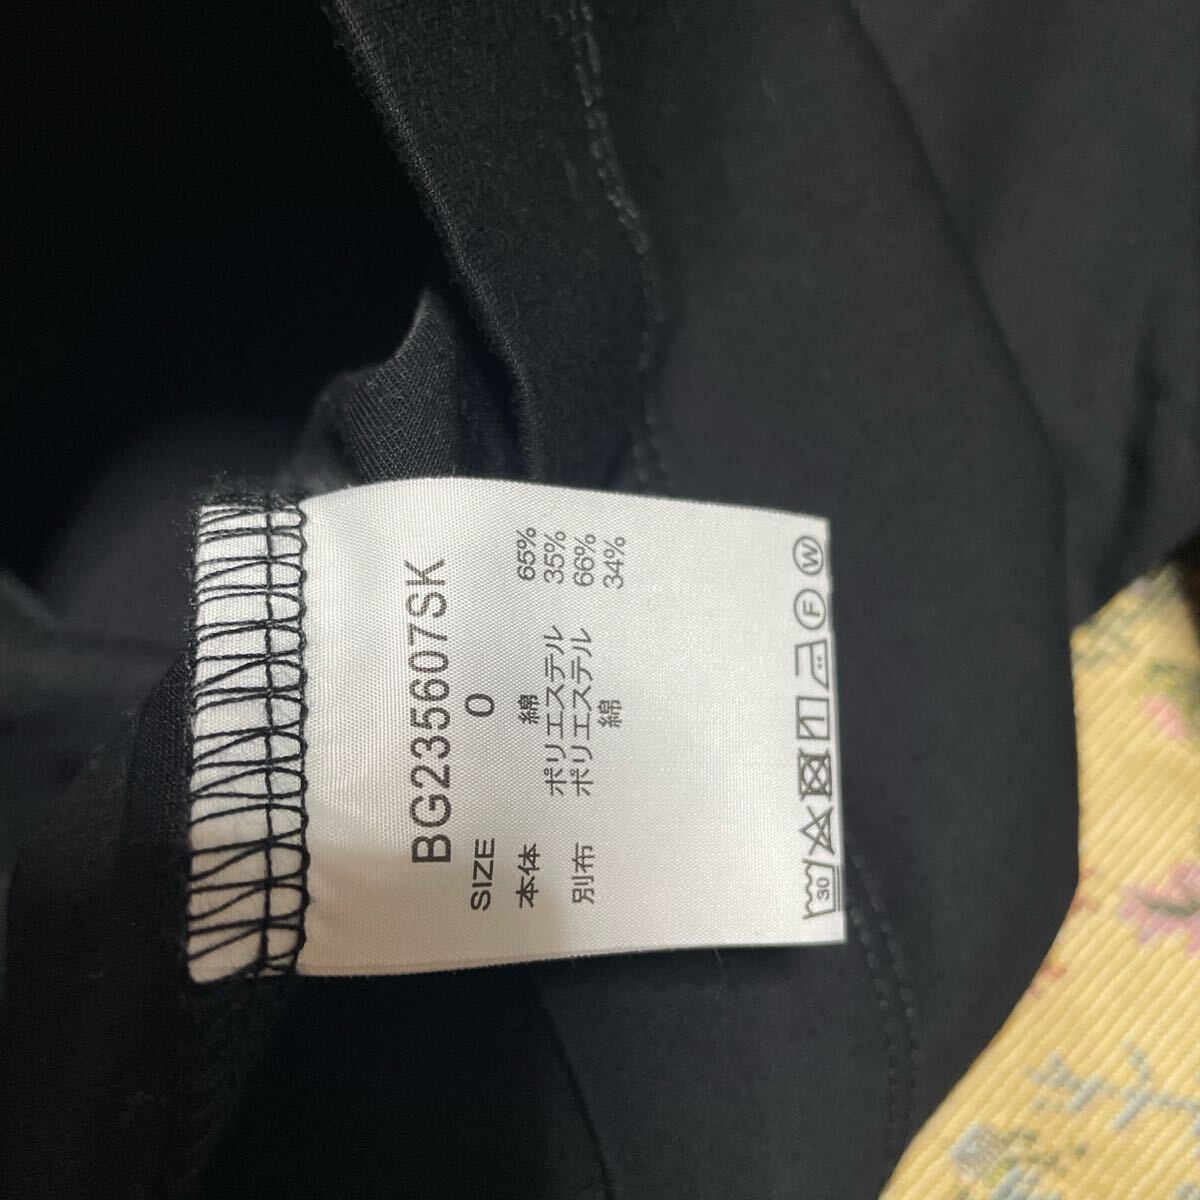 BG235607SK
SIZE 0
本体 綿 65%
ポリエステル 35%
別布 ポリエステル 66%
綿 34%
30 F W